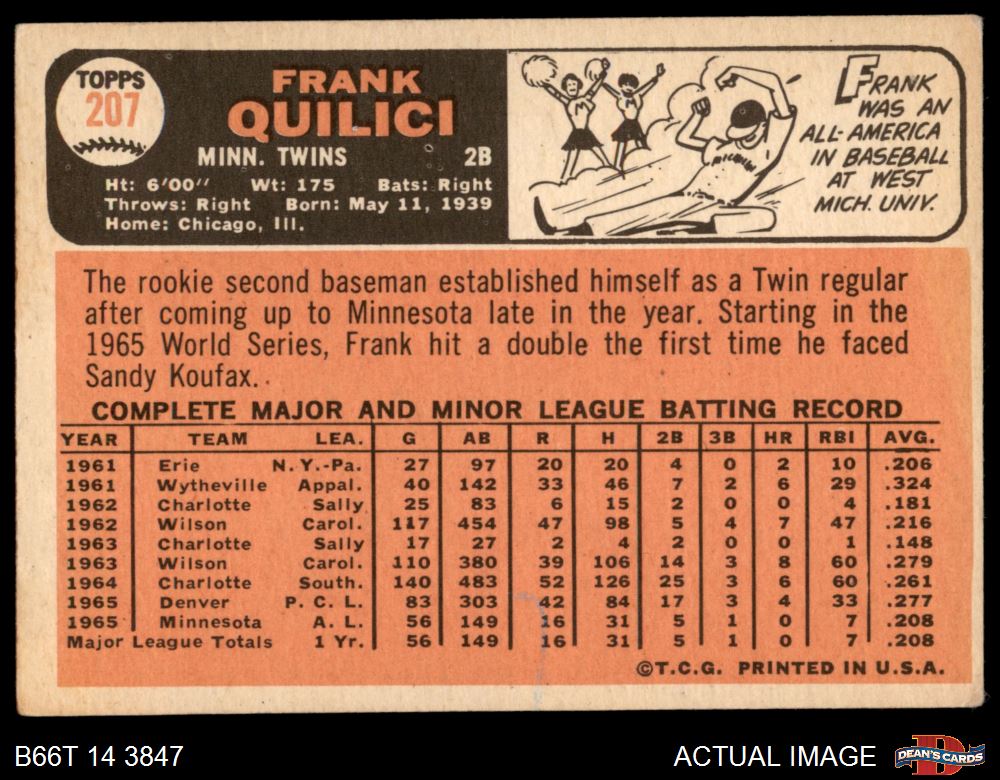 TOPPS
207
FRANK
QUILICI
MINN. TWINS 2B
Ht: 6'00" Wt: 175 Bats: Right
Throws: Right Born: May 11, 1939
Home: Chicago, Ill.
FRANK
WAS AN
ALL-AMERICA
IN BASEBALL
AT WEST
MICH. UNIV.
The rookie second baseman established himself as a Twin regular
after coming up to Minnesota late in the year. Starting in the
1965 World Series, Frank hit a double the first time he faced
Sandy Koufax.
COMPLETE MAJOR AND MINOR LEAGUE BATTING RECORD
YEAR TEAM LEA. G AB R H 2B 3B HR RBI AVG.
1961 Erie N.Y.-Pa. 27 97 20 20 4 0 2 10 .206
1961 Wytheville Appal. 40 142 33 46 7 2 6 29 .324
1962 Charlotte Sally 25 83 6 15 2 0 0 4 .181
1962 Wilson Carol. 117 454 47 98 5 4 7 47 .216
1963 Charlotte Sally 17 27 2 4 2 0 0 1 .148
1963 Wilson Carol. 110 380 39 106 14 3 8 60 .279
1964 Charlotte South. 140 483 52 126 25 3 6 60 .261
1965 Denver P. C. L. 83 303 42 84 17 3 4 33 .277
1965 Minnesota A. L. 56 149 16 31 5 1 0 7 .208
Major League Totals 1 Yr. 56 149 16 31 5 1 0 7 .208
©T.C.G. PRINTED IN U.S.A.
B66T 14 3847
ACTUAL IMAGE
DEAN'S CARDS